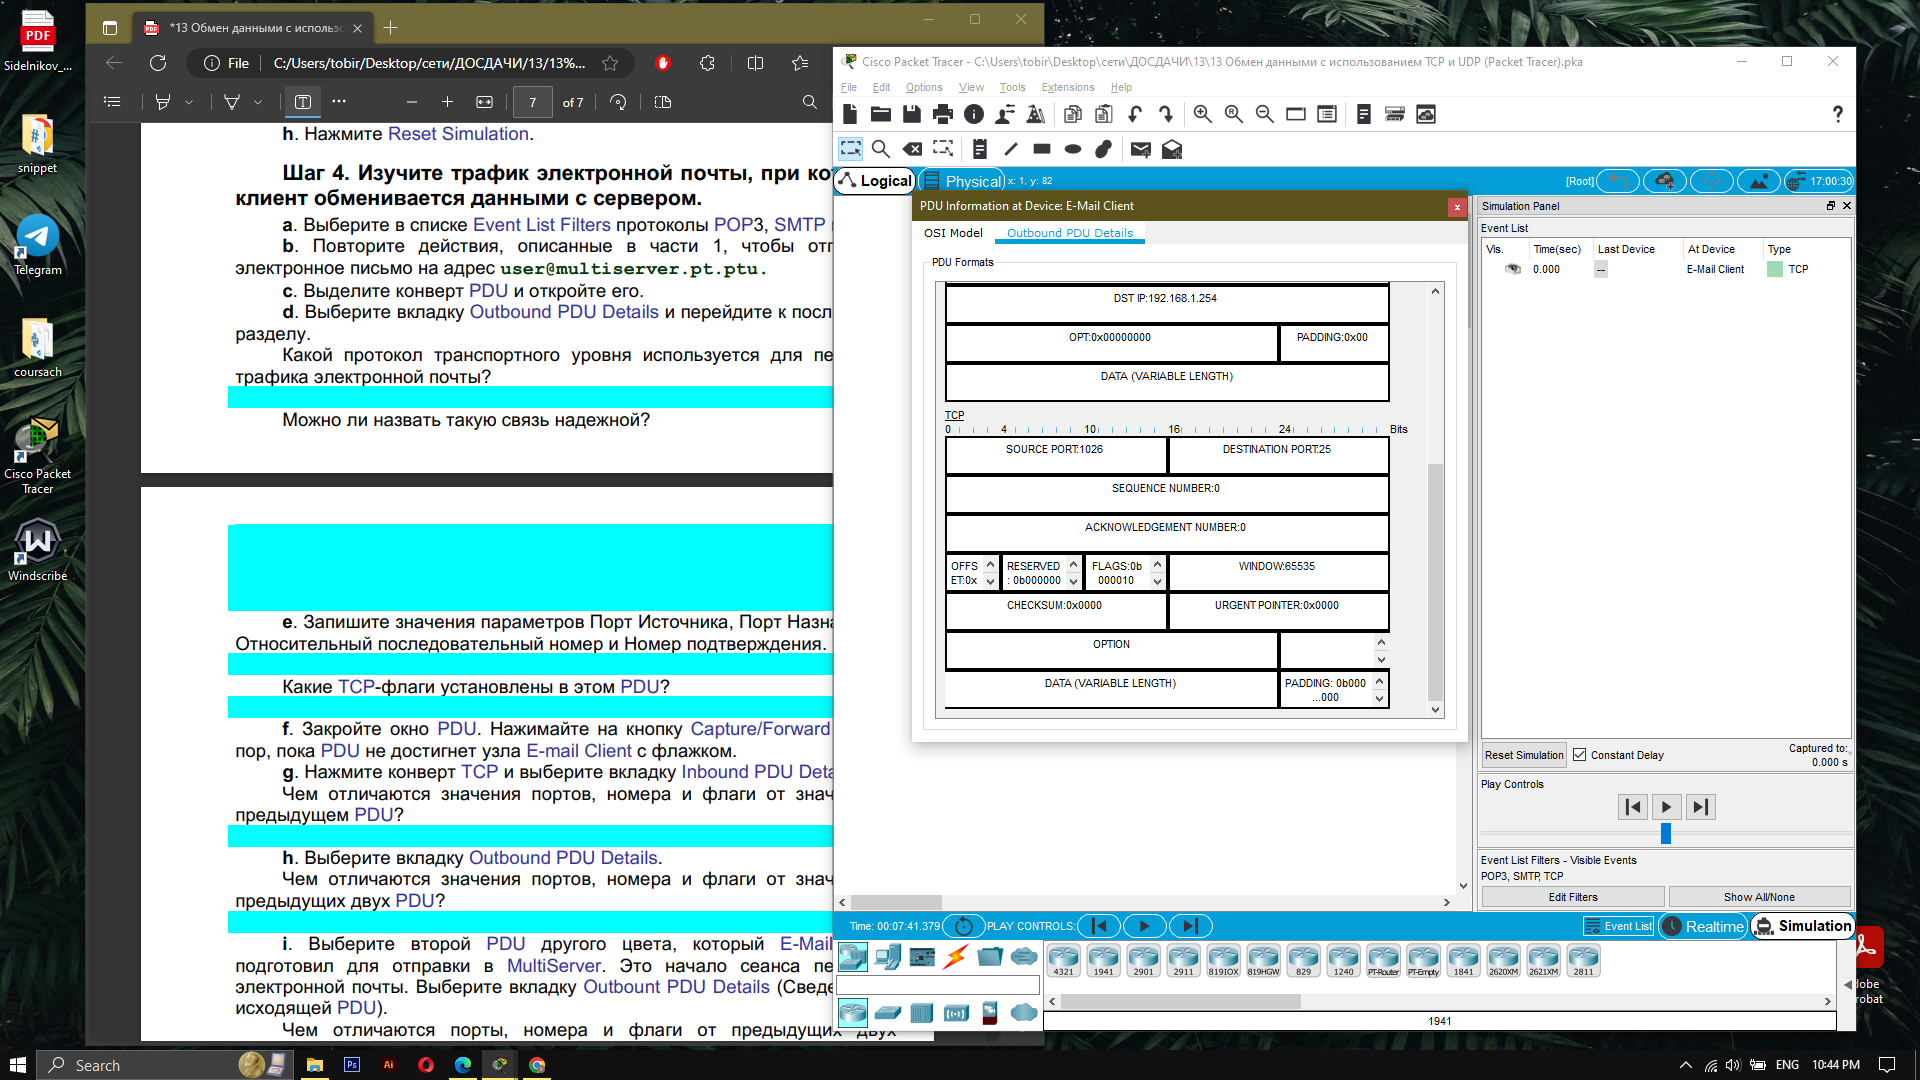 Sidelnikov_...
snippet
Telegram
coursach
Cisco Packet
Tracer
Windscribe
*13 Обмен данными с использо
File
C:/Users/tobir/Desktop/сети/ДОСДАЧИ/13/13%...
7
of 7
h. Нажмите Reset Simulation.
Шаг 4. Изучите трафик электронной почты, при ко
клиент обменивается данными с сервером.
a. Выберите в списке Event List Filters протоколы POP3, SMTP
b. Повторите действия, описанные в части 1, чтобы отп
электронное письмо на адрес user@multiserver.pt.ptu.
c. Выделите конверт PDU и откройте его.
d. Выберите вкладку Outbound PDU Details и перейдите к посл
разделу.
Какой протокол транспортного уровня используется для пе
трафика электронной почты?
Можно ли назвать такую связь надежной?
e. Запишите значения параметров Порт Источника, Порт Назна
Относительный последовательный номер и Номер подтверждения.
Какие TCP-флаги установлены в этом PDU?
f. Закройте окно PDU. Нажимайте на кнопку Capture/Forward
пор, пока PDU не достигнет узла E-mail Client с флажком.
g. Нажмите конверт TCP и выберите вкладку Inbound PDU Deta
Чем отличаются значения портов, номера и флаги от знач
предыдущем PDU?
h. Выберите вкладку Outbound PDU Details.
Чем отличаются значения портов, номера и флаги от знач
предыдущих двух PDU?
i. Выберите второй PDU другого цвета, который E-Mail
подготовил для отправки в MultiServer. Это начало сеанса пе
электронной почты. Выберите вкладку Outbount PDU Details (Сведе
исходящей PDU).
Чем отличаются порты, номера и флаги от предыдущих двух
Cisco Packet Tracer - C:\Users\tobir\Desktop\сети\ДОСДАЧИ\13\13 Обмен данными с использованием TCP и UDP (Packet Tracer).pka
File Edit Options View Tools Extensions Help
Logical
Physical
x: 1, y: 82
[Root]
17:00:30
PDU Information at Device: E-Mail Client
x
OSI Model
Outbound PDU Details
PDU Formats
DST IP:192.168.1.254
OPT:0x00000000
PADDING:0x00
DATA (VARIABLE LENGTH)
TCP
0 4 10 16 24 Bits
SOURCE PORT:1026
DESTINATION PORT:25
SEQUENCE NUMBER:0
ACKNOWLEDGEMENT NUMBER:0
OFFS
ET:0x
RESERVED
: 0b000000
FLAGS:0b
000010
WINDOW:65535
CHECKSUM:0x0000
URGENT POINTER:0x0000
OPTION
DATA (VARIABLE LENGTH)
PADDING: 0b000
...000
Simulation Panel
Event List
Vis. Time(sec) Last Device At Device Type
0.000 -- E-Mail Client TCP
Reset Simulation
Constant Delay
Captured to:
0.000 s
Play Controls
Event List Filters - Visible Events
POP3, SMTP, TCP
Edit Filters
Show All/None
Time: 00:07:41.379
PLAY CONTROLS:
Event List
Realtime
Simulation
4321 1941 2901 2911 819IOX 819HGW 829 1240 PT-Router PT-Empty 1841 2620XM 2621XM 2811
1941
dobe
robat
Search
Ps
Ai
ENG
10:44 PM